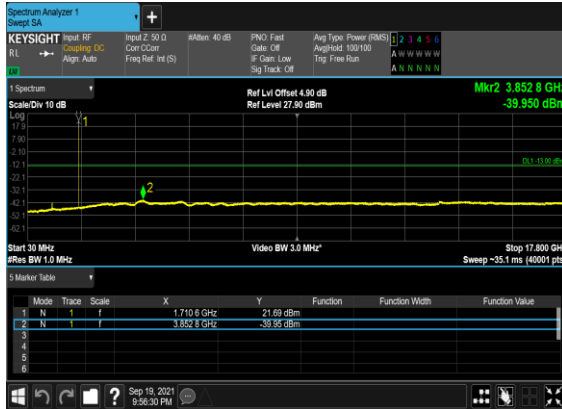 Spectrum Analyzer 1
Swept SA
KEYSIGHT Input: RF Input Z: 50 Ω #Atten: 40 dB PNO: Fast Avg Type: Power (RMS) 1 2 3 4 5 6
RL Coupling: DC Corr CCorr Gate: Off Avg|Hold: 100/100 A W W W W W
Align: Auto Freq Ref: Int (S) IF Gain: Low Trig: Free Run
LU Sig Track: Off A N N N N N
1 Spectrum Ref Lvl Offset 4.90 dB Mkr2 3.852 8 GHz
Scale/Div 10 dB Ref Level 27.90 dBm -39.950 dBm
Log
17.9 1
7.90
-2.10
-12.1 DL1 -13.00 dBm
-22.1
-32.1 2
-42.1
-52.1
-62.1
Start 30 MHz Video BW 3.0 MHz* Stop 17.800 GHz
#Res BW 1.0 MHz Sweep ~35.1 ms (40001 pts)
5 Marker Table
Mode Trace Scale X Y Function Function Width Function Value
1 N 1 f 1.710 6 GHz 21.69 dBm
2 N 1 f 3.852 8 GHz -39.95 dBm
3
4
5
6
? Sep 19, 2021
9:56:30 PM